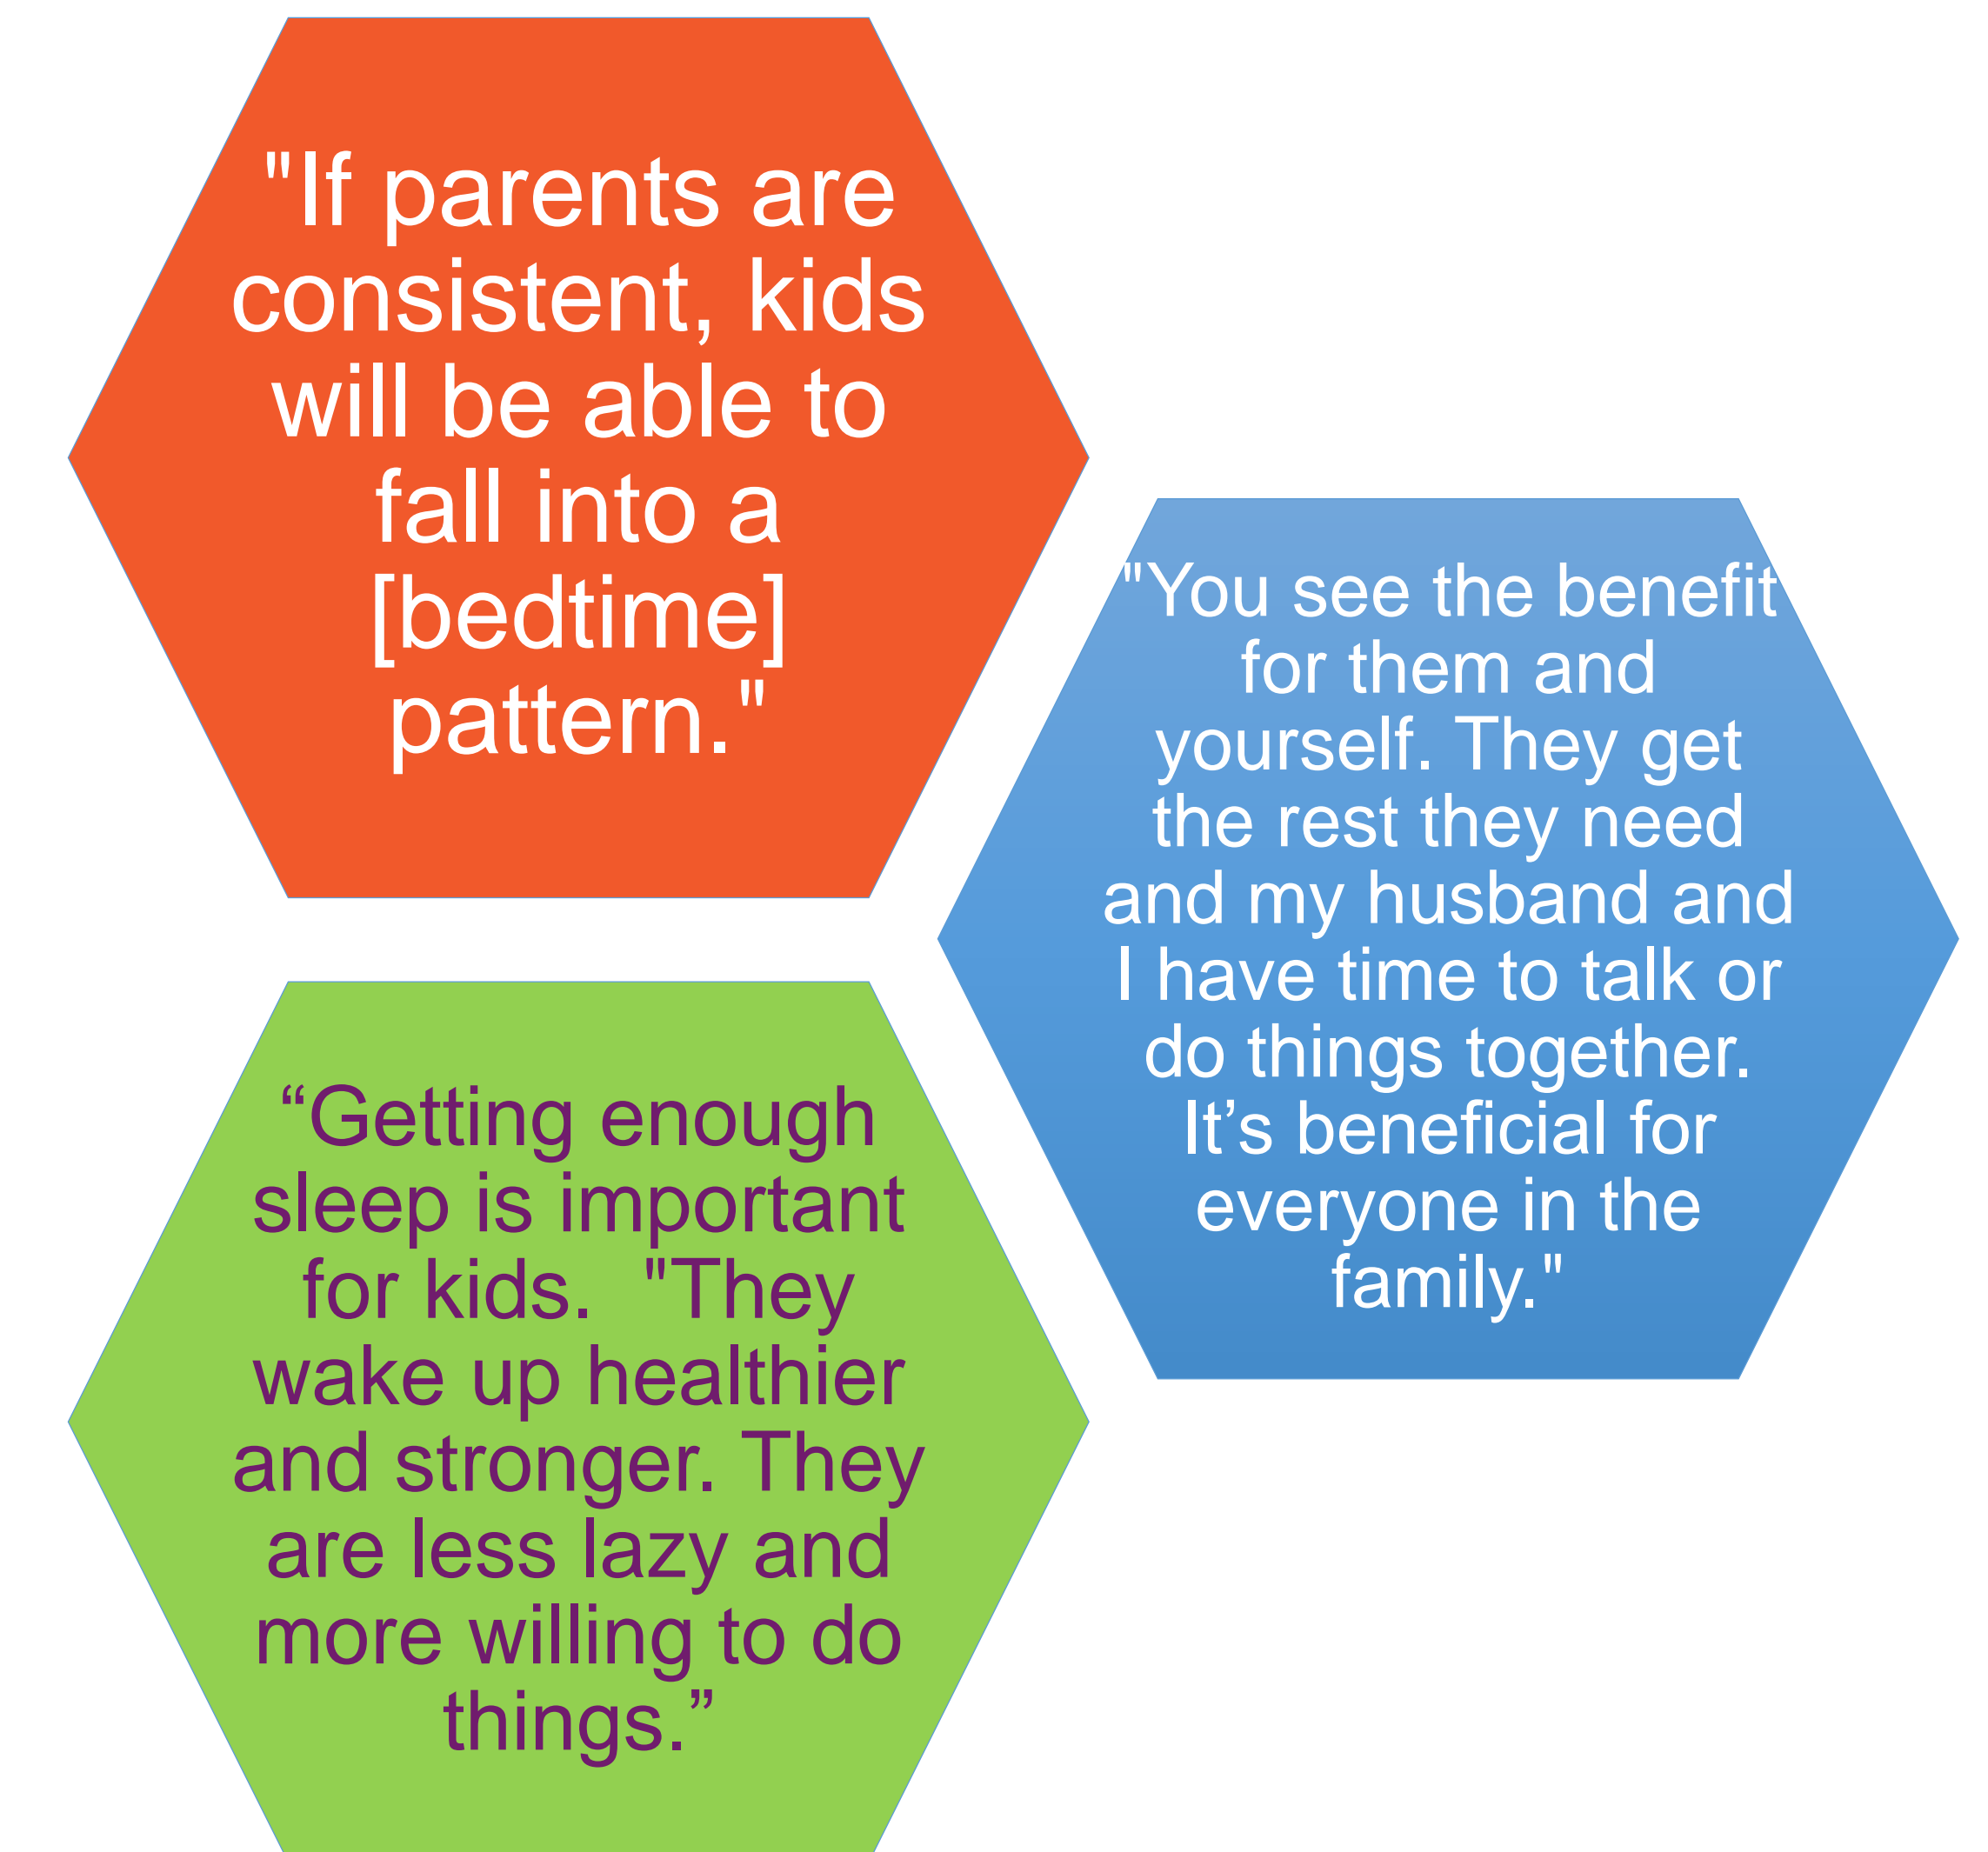 "If parents are
consistent, kids
will be able to
fall into a
[bedtime]
pattern."
"You see the benefit
for them and
yourself. They get
the rest they need
and my husband and
I have time to talk or
do things together.
It’s beneficial for
everyone in the
family."
“Getting enough
sleep is important
for kids.  "They
wake up healthier
and stronger. They
are less lazy and
more willing to do
things.”